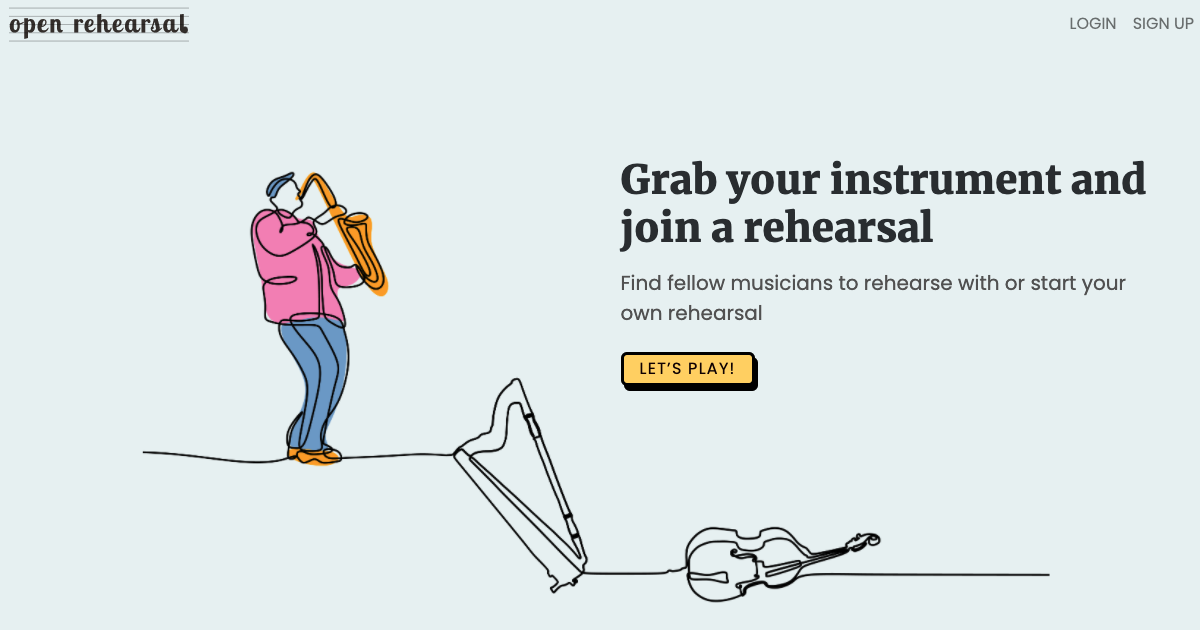 open rehearsal
LOGIN SIGN UP
Grab your instrument and
join a rehearsal
Find fellow musicians to rehearse with or start your
own rehearsal
LET’S PLAY!